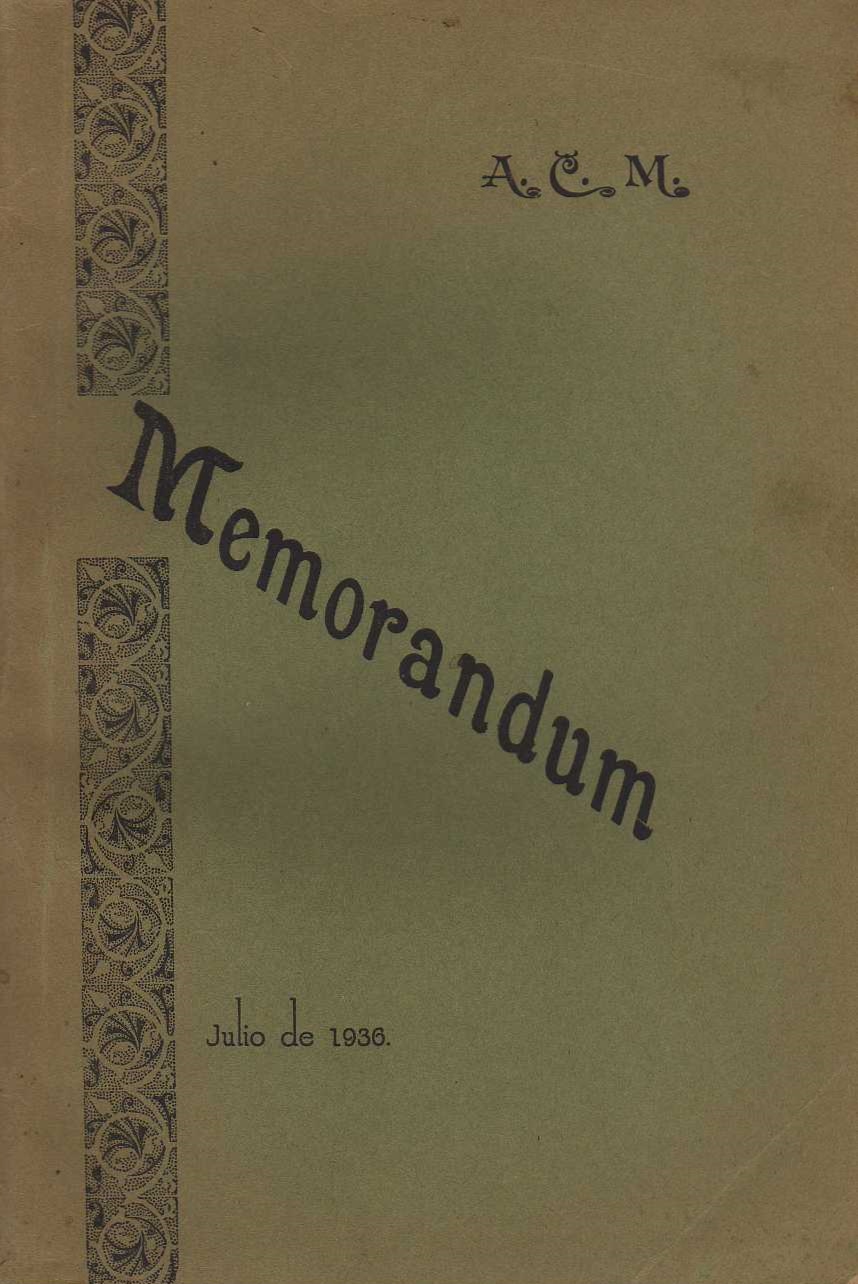 A. C. M.
Memorandum
Julio de 1936.